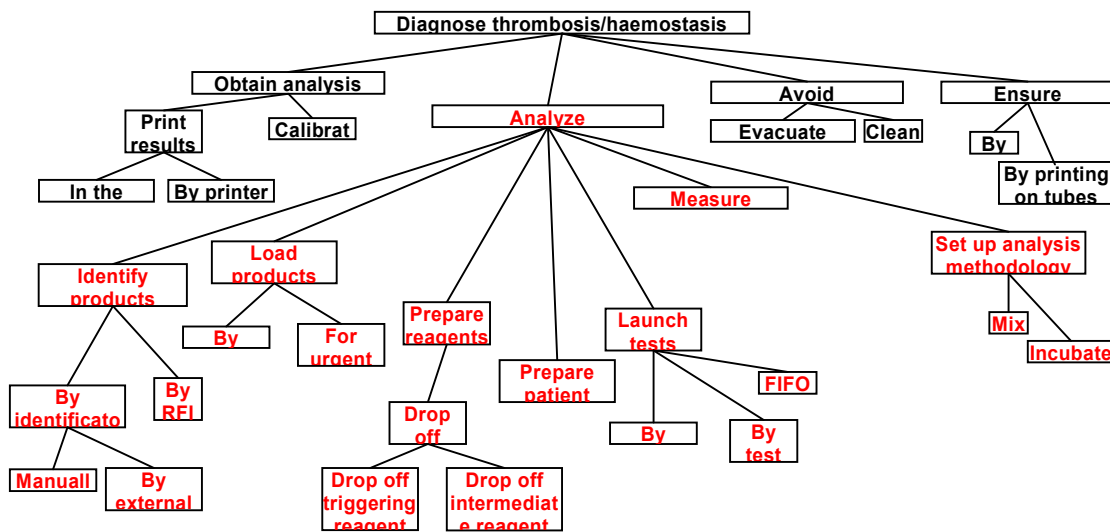 Diagnose thrombosis/haemostasis
Obtain analysis
Avoid
Ensure
Print
results
Calibrat
Analyze
Evacuate
Clean
By
In the
By printer
By printing
on tubes
Measure
Identify
products
Load
products
Set up analysis
methodology
By
For
urgent
Prepare
reagents
Launch
tests
Mix
Incubate
Prepare
patient
FIFO
By
identificato
By
RFI
Drop
off
By
By
test
Manuall
By
external
Drop off
triggering
reagent
Drop off
intermediat
e reagent